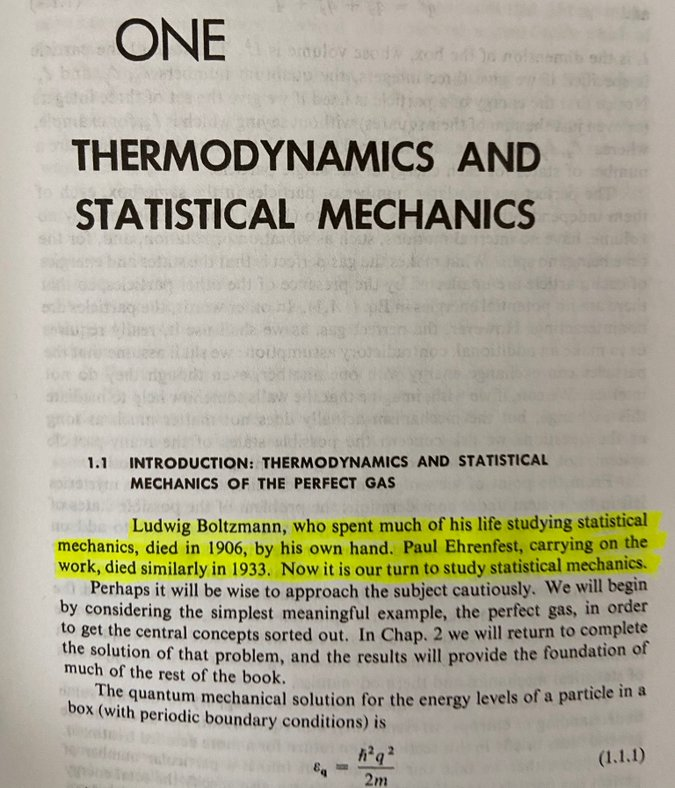 ONE
THERMODYNAMICS AND
STATISTICAL MECHANICS
1.1 INTRODUCTION: THERMODYNAMICS AND STATISTICAL
MECHANICS OF THE PERFECT GAS
Ludwig Boltzmann, who spent much of his life studying statistical
mechanics, died in 1906, by his own hand. Paul Ehrenfest, carrying on the
work, died similarly in 1933. Now it is our turn to study statistical mechanics.
Perhaps it will be wise to approach the subject cautiously. We will begin
by considering the simplest meaningful example, the perfect gas, in order
to get the central concepts sorted out. In Chap. 2 we will return to complete
the solution of that problem, and the results will provide the foundation of
much of the rest of the book.
The quantum mechanical solution for the energy levels of a particle in a
box (with periodic boundary conditions) is
ε_q = ħ²q² / 2m (1.1.1)